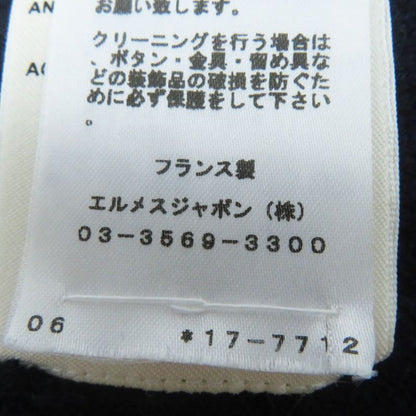 お願い致します。
AN
クリーニングを行う場合は
、ボタン・金具・留め具な
AC
どの装飾品の破損を防ぐた
めに必ず保護をして下さい
。
フランス製
エルメスジャポン（株）
03-3569-3300
06 *17-7712